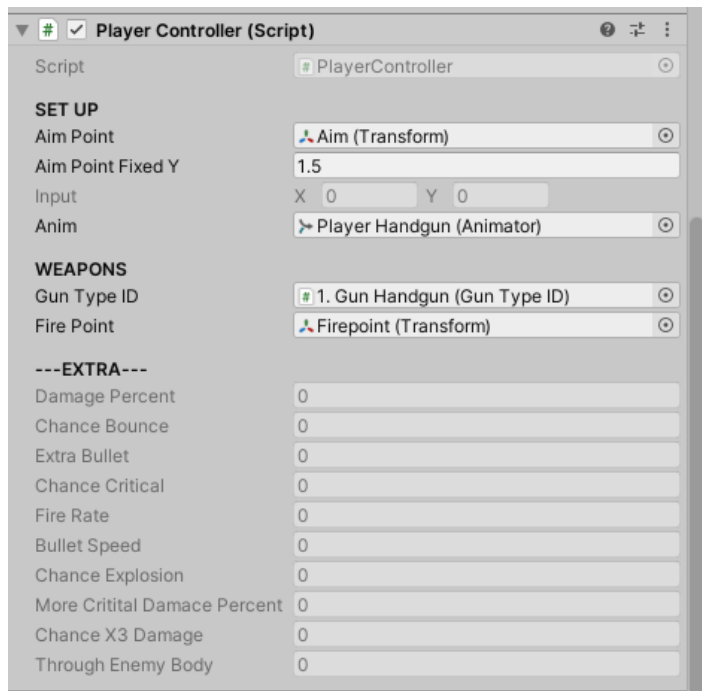 Player Controller (Script)
Script # PlayerController
SET UP
Aim Point Aim (Transform)
Aim Point Fixed Y 1.5
Input X 0 Y 0
Anim Player Handgun (Animator)
WEAPONS
Gun Type ID # 1. Gun Handgun (Gun Type ID)
Fire Point Firepoint (Transform)
---EXTRA---
Damage Percent 0
Chance Bounce 0
Extra Bullet 0
Chance Critical 0
Fire Rate 0
Bullet Speed 0
Chance Explosion 0
More Critital Damace Percent 0
Chance X3 Damage 0
Through Enemy Body 0